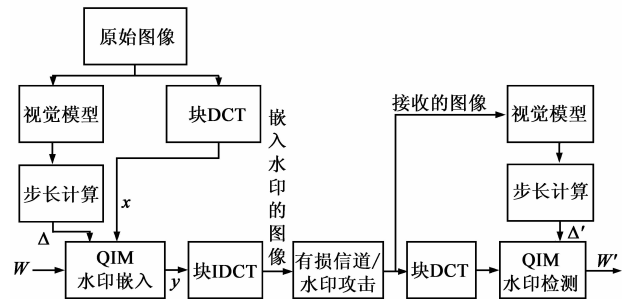 原始图像
视觉模型
块DCT
步长计算
Δ
x
W
QIM
水印嵌入
y
块IDCT
嵌入水印的图像
有损信道/
水印攻击
接收的图像
块DCT
视觉模型
步长计算
Δ′
QIM
水印检测
W′